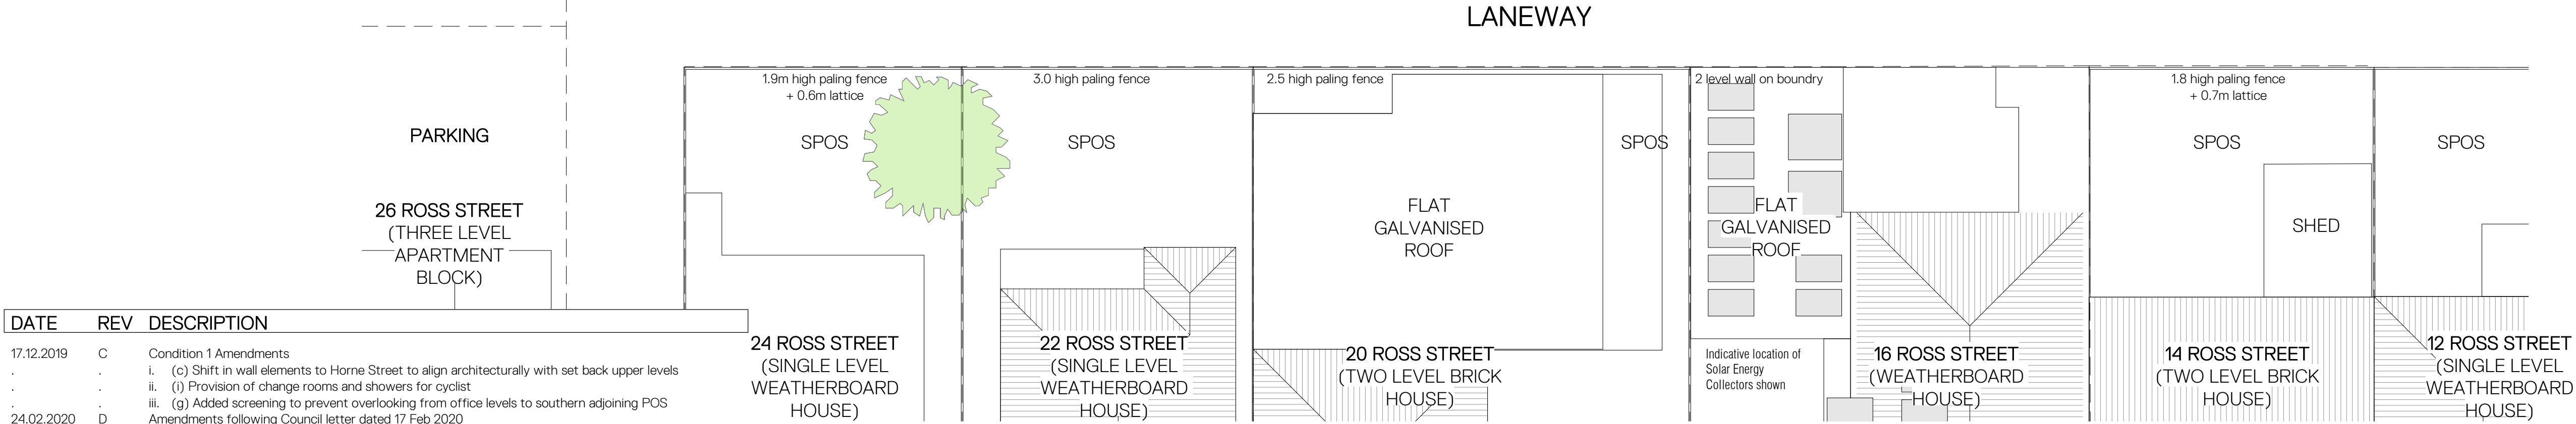 LANEWAY
1.9m high paling fence
+ 0.6m lattice
3.0 high paling fence
2.5 high paling fence
2 level wall on boundry
1.8 high paling fence
+ 0.7m lattice
PARKING
SPOS
SPOS
SPOS
SPOS
SPOS
26 ROSS STREET
(THREE LEVEL
APARTMENT
BLOCK)
FLAT
GALVANISED
ROOF
FLAT
GALVANISED
ROOF
SHED
24 ROSS STREET
(SINGLE LEVEL
WEATHERBOARD
HOUSE)
22 ROSS STREET
(SINGLE LEVEL
WEATHERBOARD
HOUSE)
20 ROSS STREET
(TWO LEVEL BRICK
HOUSE)
Indicative location of
Solar Energy
Collectors shown
16 ROSS STREET
(WEATHERBOARD
HOUSE)
14 ROSS STREET
(TWO LEVEL BRICK
HOUSE)
12 ROSS STREET
(SINGLE LEVEL
WEATHERBOARD
HOUSE)
DATE REV DESCRIPTION
17.12.2019 C Condition 1 Amendments
. . i. (c) Shift in wall elements to Horne Street to align architecturally with set back upper levels
. . ii. (i) Provision of change rooms and showers for cyclist
. . iii. (g) Added screening to prevent overlooking from office levels to southern adjoining POS
24.02.2020 D Amendments following Council letter dated 17 Feb 2020